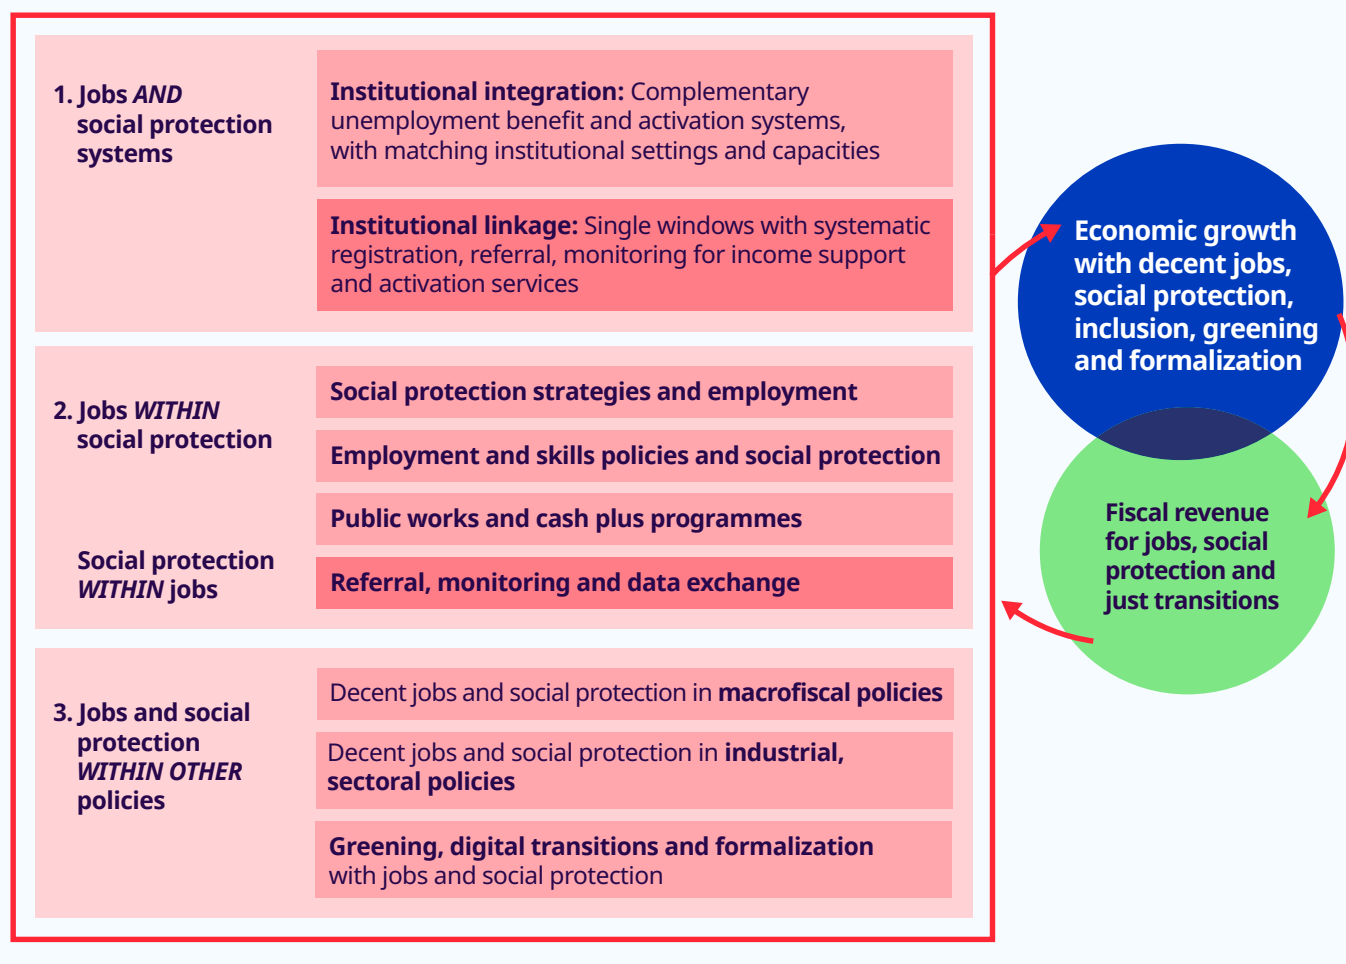 1. Jobs AND
social protection
systems
Institutional integration: Complementary
unemployment benefit and activation systems,
with matching institutional settings and capacities
Institutional linkage: Single windows with systematic
registration, referral, monitoring for income support
and activation services
2. Jobs WITHIN
social protection
Social protection
WITHIN jobs
Social protection strategies and employment
Employment and skills policies and social protection
Public works and cash plus programmes
Referral, monitoring and data exchange
3. Jobs and social
protection
WITHIN OTHER
policies
Decent jobs and social protection in macrofiscal policies
Decent jobs and social protection in industrial,
sectoral policies
Greening, digital transitions and formalization
with jobs and social protection
Economic growth
with decent jobs,
social protection,
inclusion, greening
and formalization
Fiscal revenue
for jobs, social
protection and
just transitions